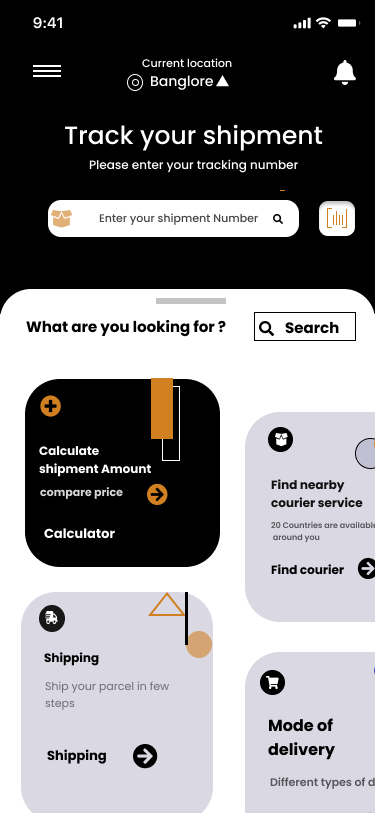 9:41
Current location
Banglore
Track your shipment
Please enter your tracking number
Enter your shipment Number
What are you looking for ?
Search
Calculate
shipment Amount
compare price
Calculator
Find nearby
courier service
20 Countries are available
around you
Find courier
Shipping
Ship your parcel in few
steps
Shipping
Mode of
delivery
Different types of d